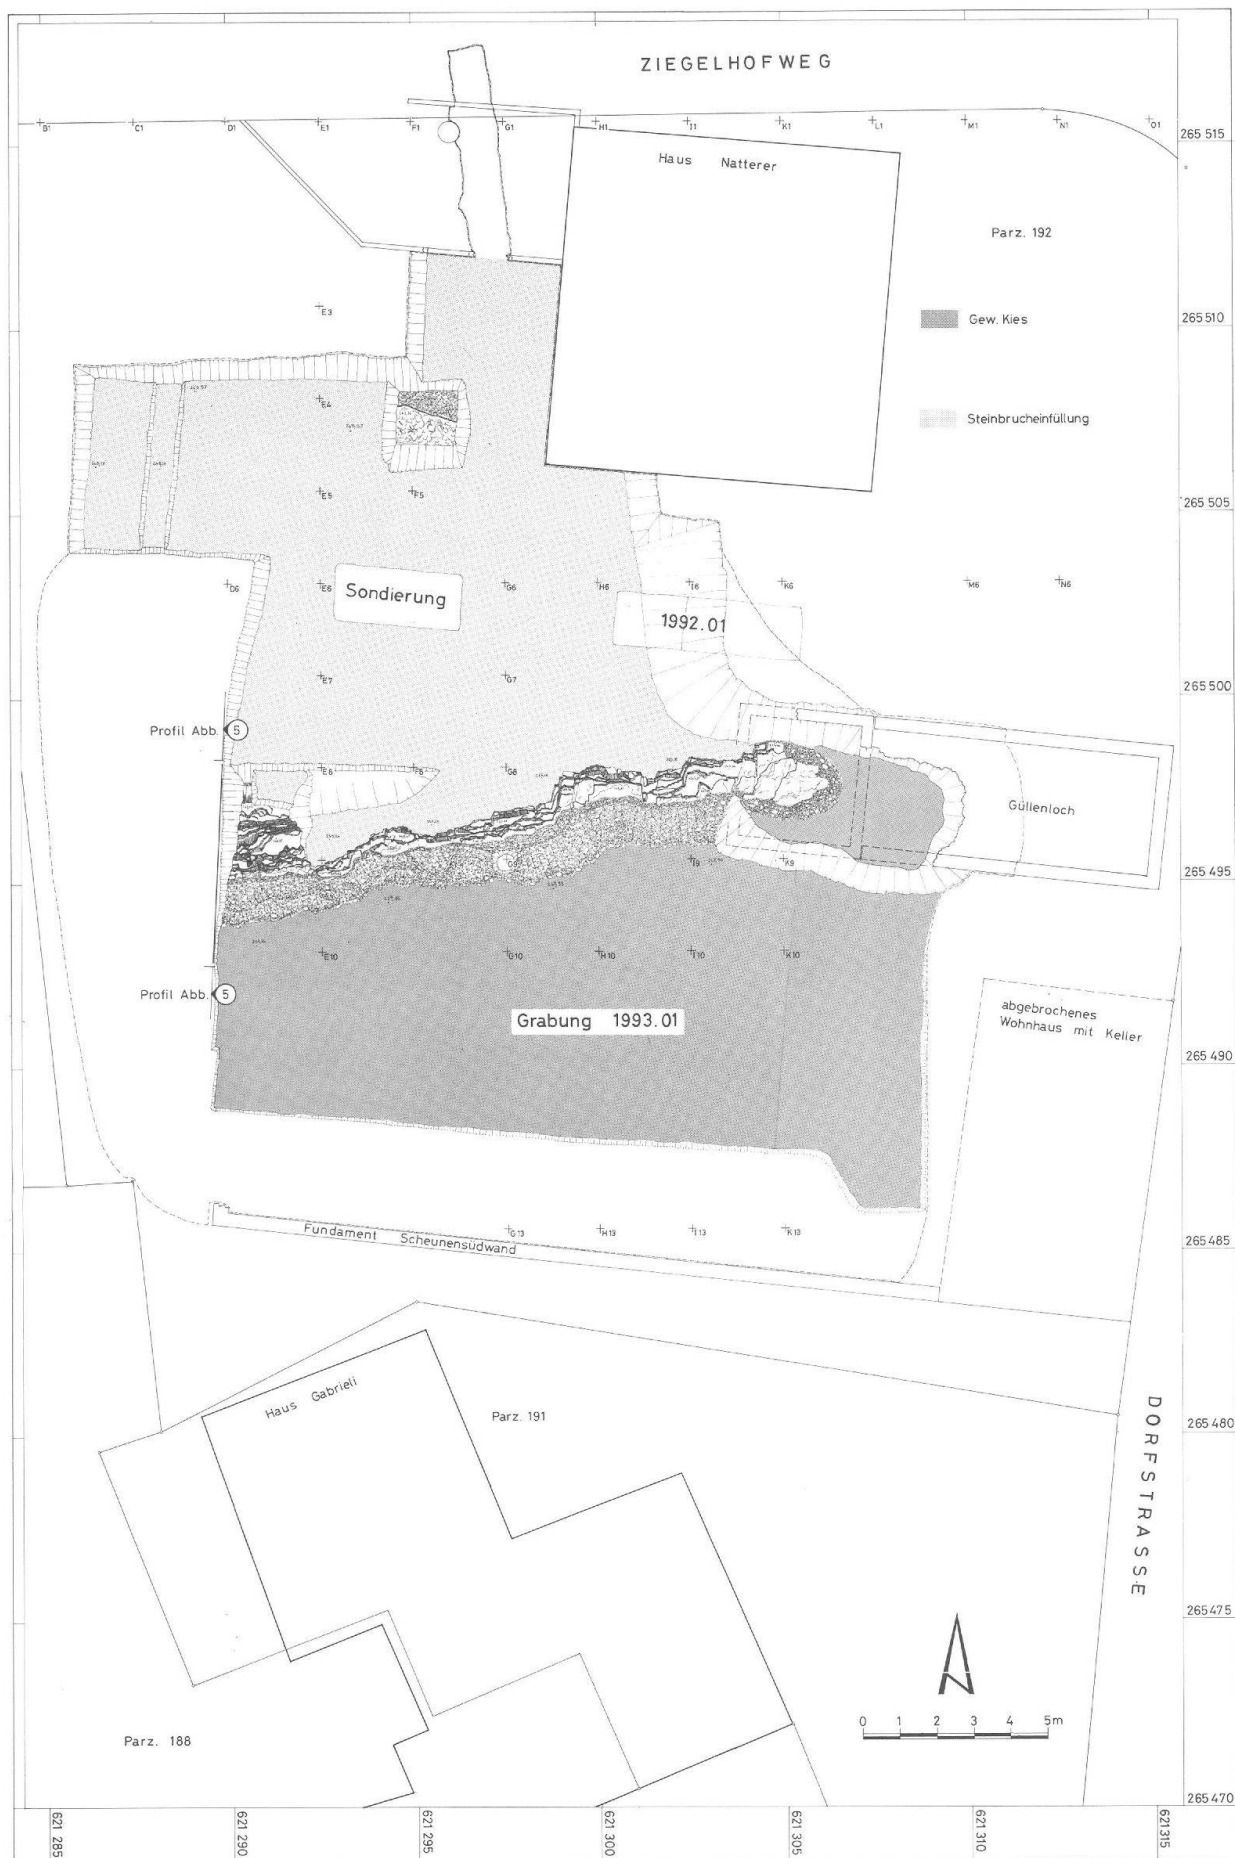 ZIEGELHOFWEG
B1 C1 D1 E1 F1 G1 H1 J1 K1 L1 M1 N1 O1
265 515
Haus Natterer
Parz. 192
E3
265 510
Gew. Kies
E4
Steinbrucheinfüllung
E5 F5
265 505
D6 E6 G6 H6 I6 K6 M6 N6
Sondierung
1992.01
E7 G7
265 500
Profil Abb. 5
E8 F8 G8
Güllenloch
G9 I9 K9
265 495
E10 G10 H10 I10 K10
Profil Abb. 5
Grabung 1993.01
abgebrochenes
Wohnhaus mit Keller
265 490
G13 H13 I13 K13
Fundament Scheunensüdwand
265 485
Haus Gabrieli
Parz. 191
265 480
DORFSTRASSE
265 475
0 1 2 3 4 5m
Parz. 188
265 470
621 285 621 290 621 295 621 300 621 305 621 310 621 315